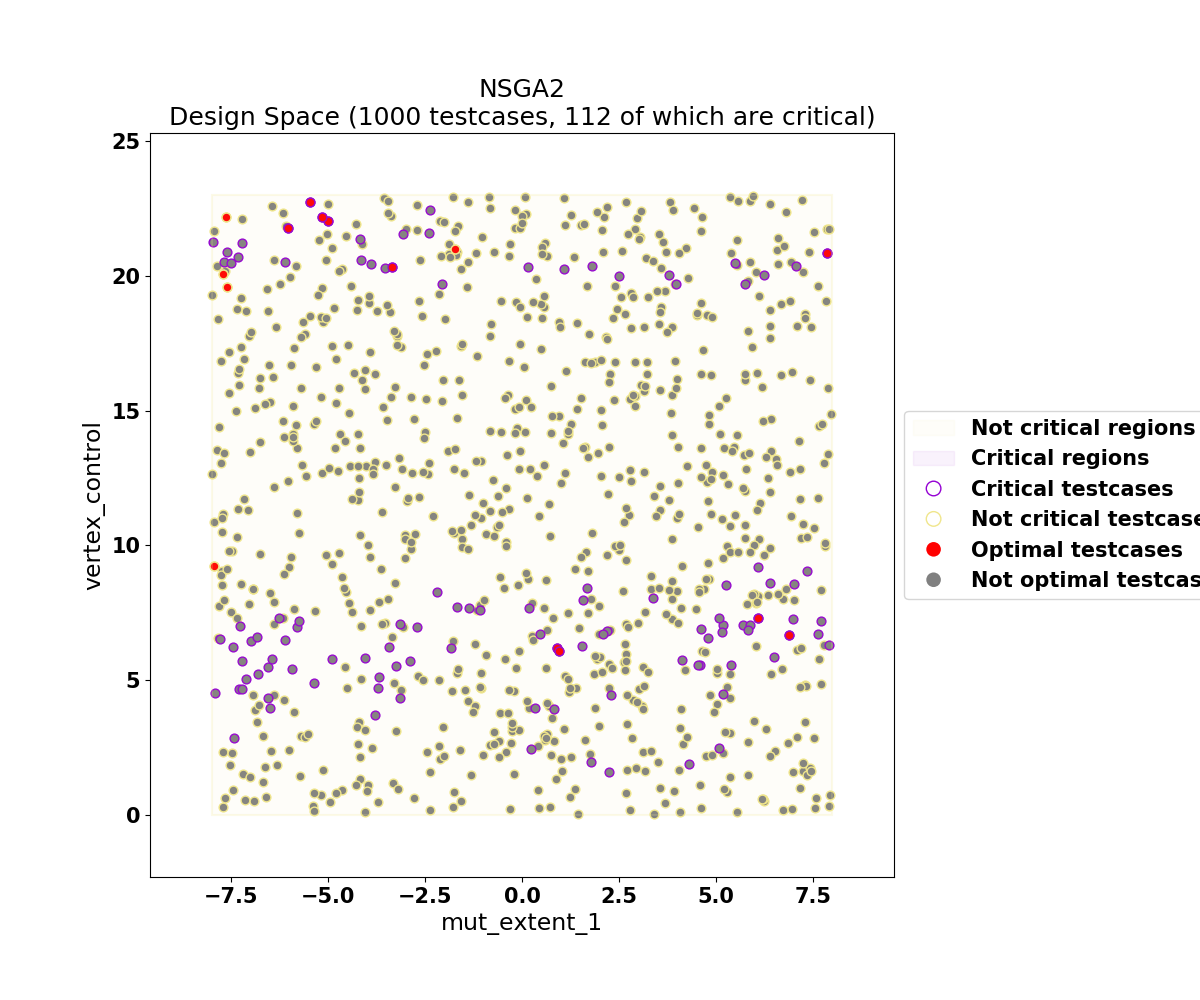 NSGA2
Design Space (1000 testcases, 112 of which are critical)
25
20
15
10
5
0
vertex_control
−7.5 −5.0 −2.5 0.0 2.5 5.0 7.5
mut_extent_1
Not critical regions
Critical regions
Critical testcases
Not critical testcase
Optimal testcases
Not optimal testcas